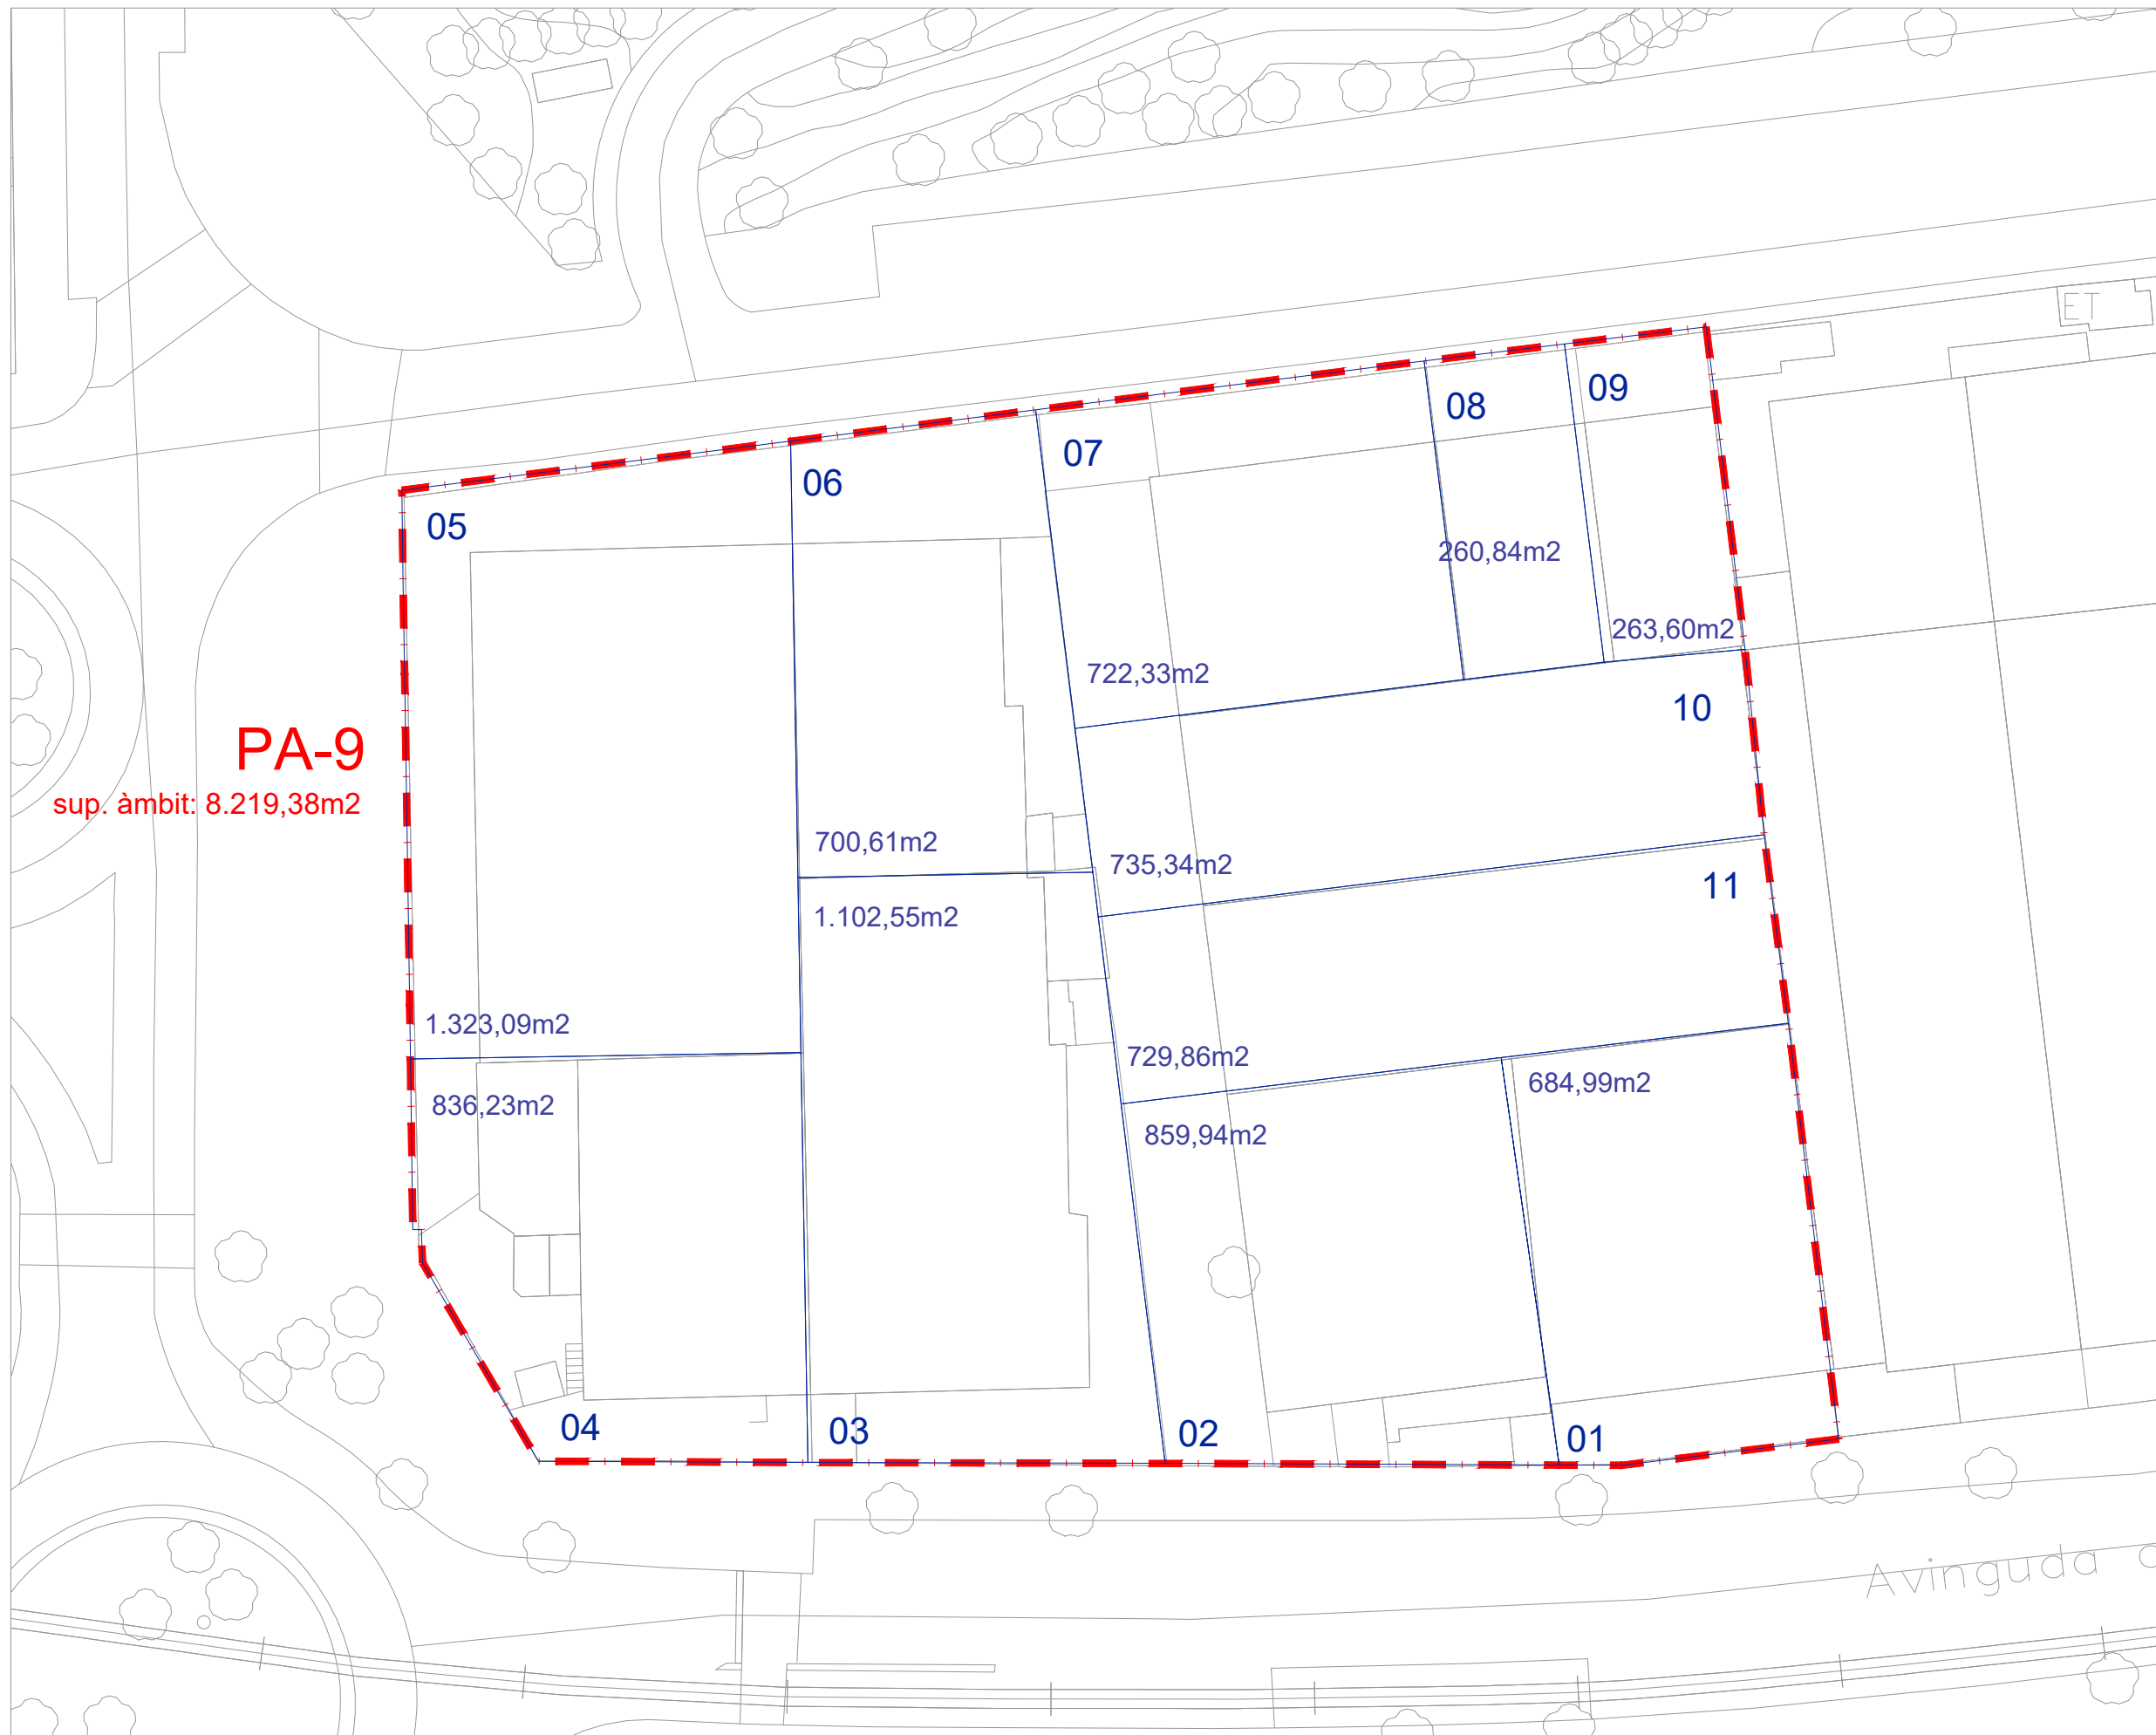 ET
09
08
07
06
05
260,84m2
263,60m2
722,33m2
10
PA-9
sup. àmbit: 8.219,38m2
700,61m2
735,34m2
11
1.102,55m2
1.323,09m2
729,86m2
684,99m2
836,23m2
859,94m2
04
03
02
01
Avinguda